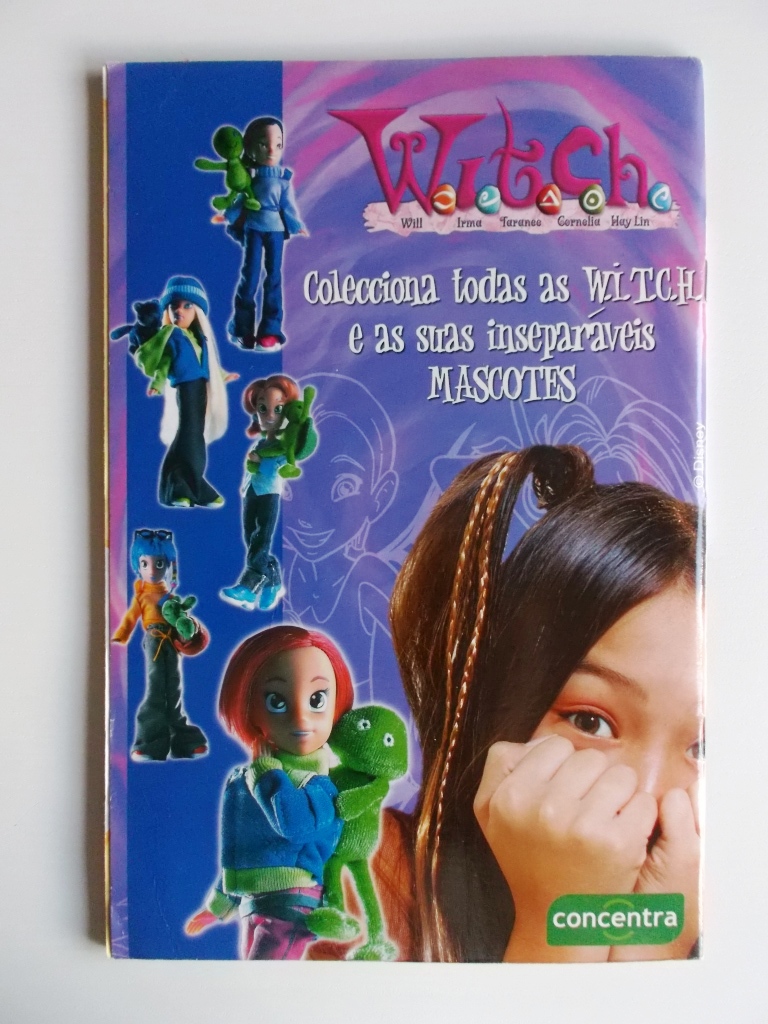 W.i.t.c.h.
Will Irma Taranee Cornelia Hay Lin
Colecciona todas as W.I.T.C.H.
e as suas inseparáveis
MASCOTES
© Disney
concentra